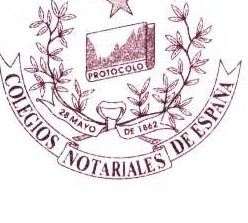 PROTOCOLO
28 MAYO DE 1862
COLEGIOS NOTARIALES DE ESPAÑA